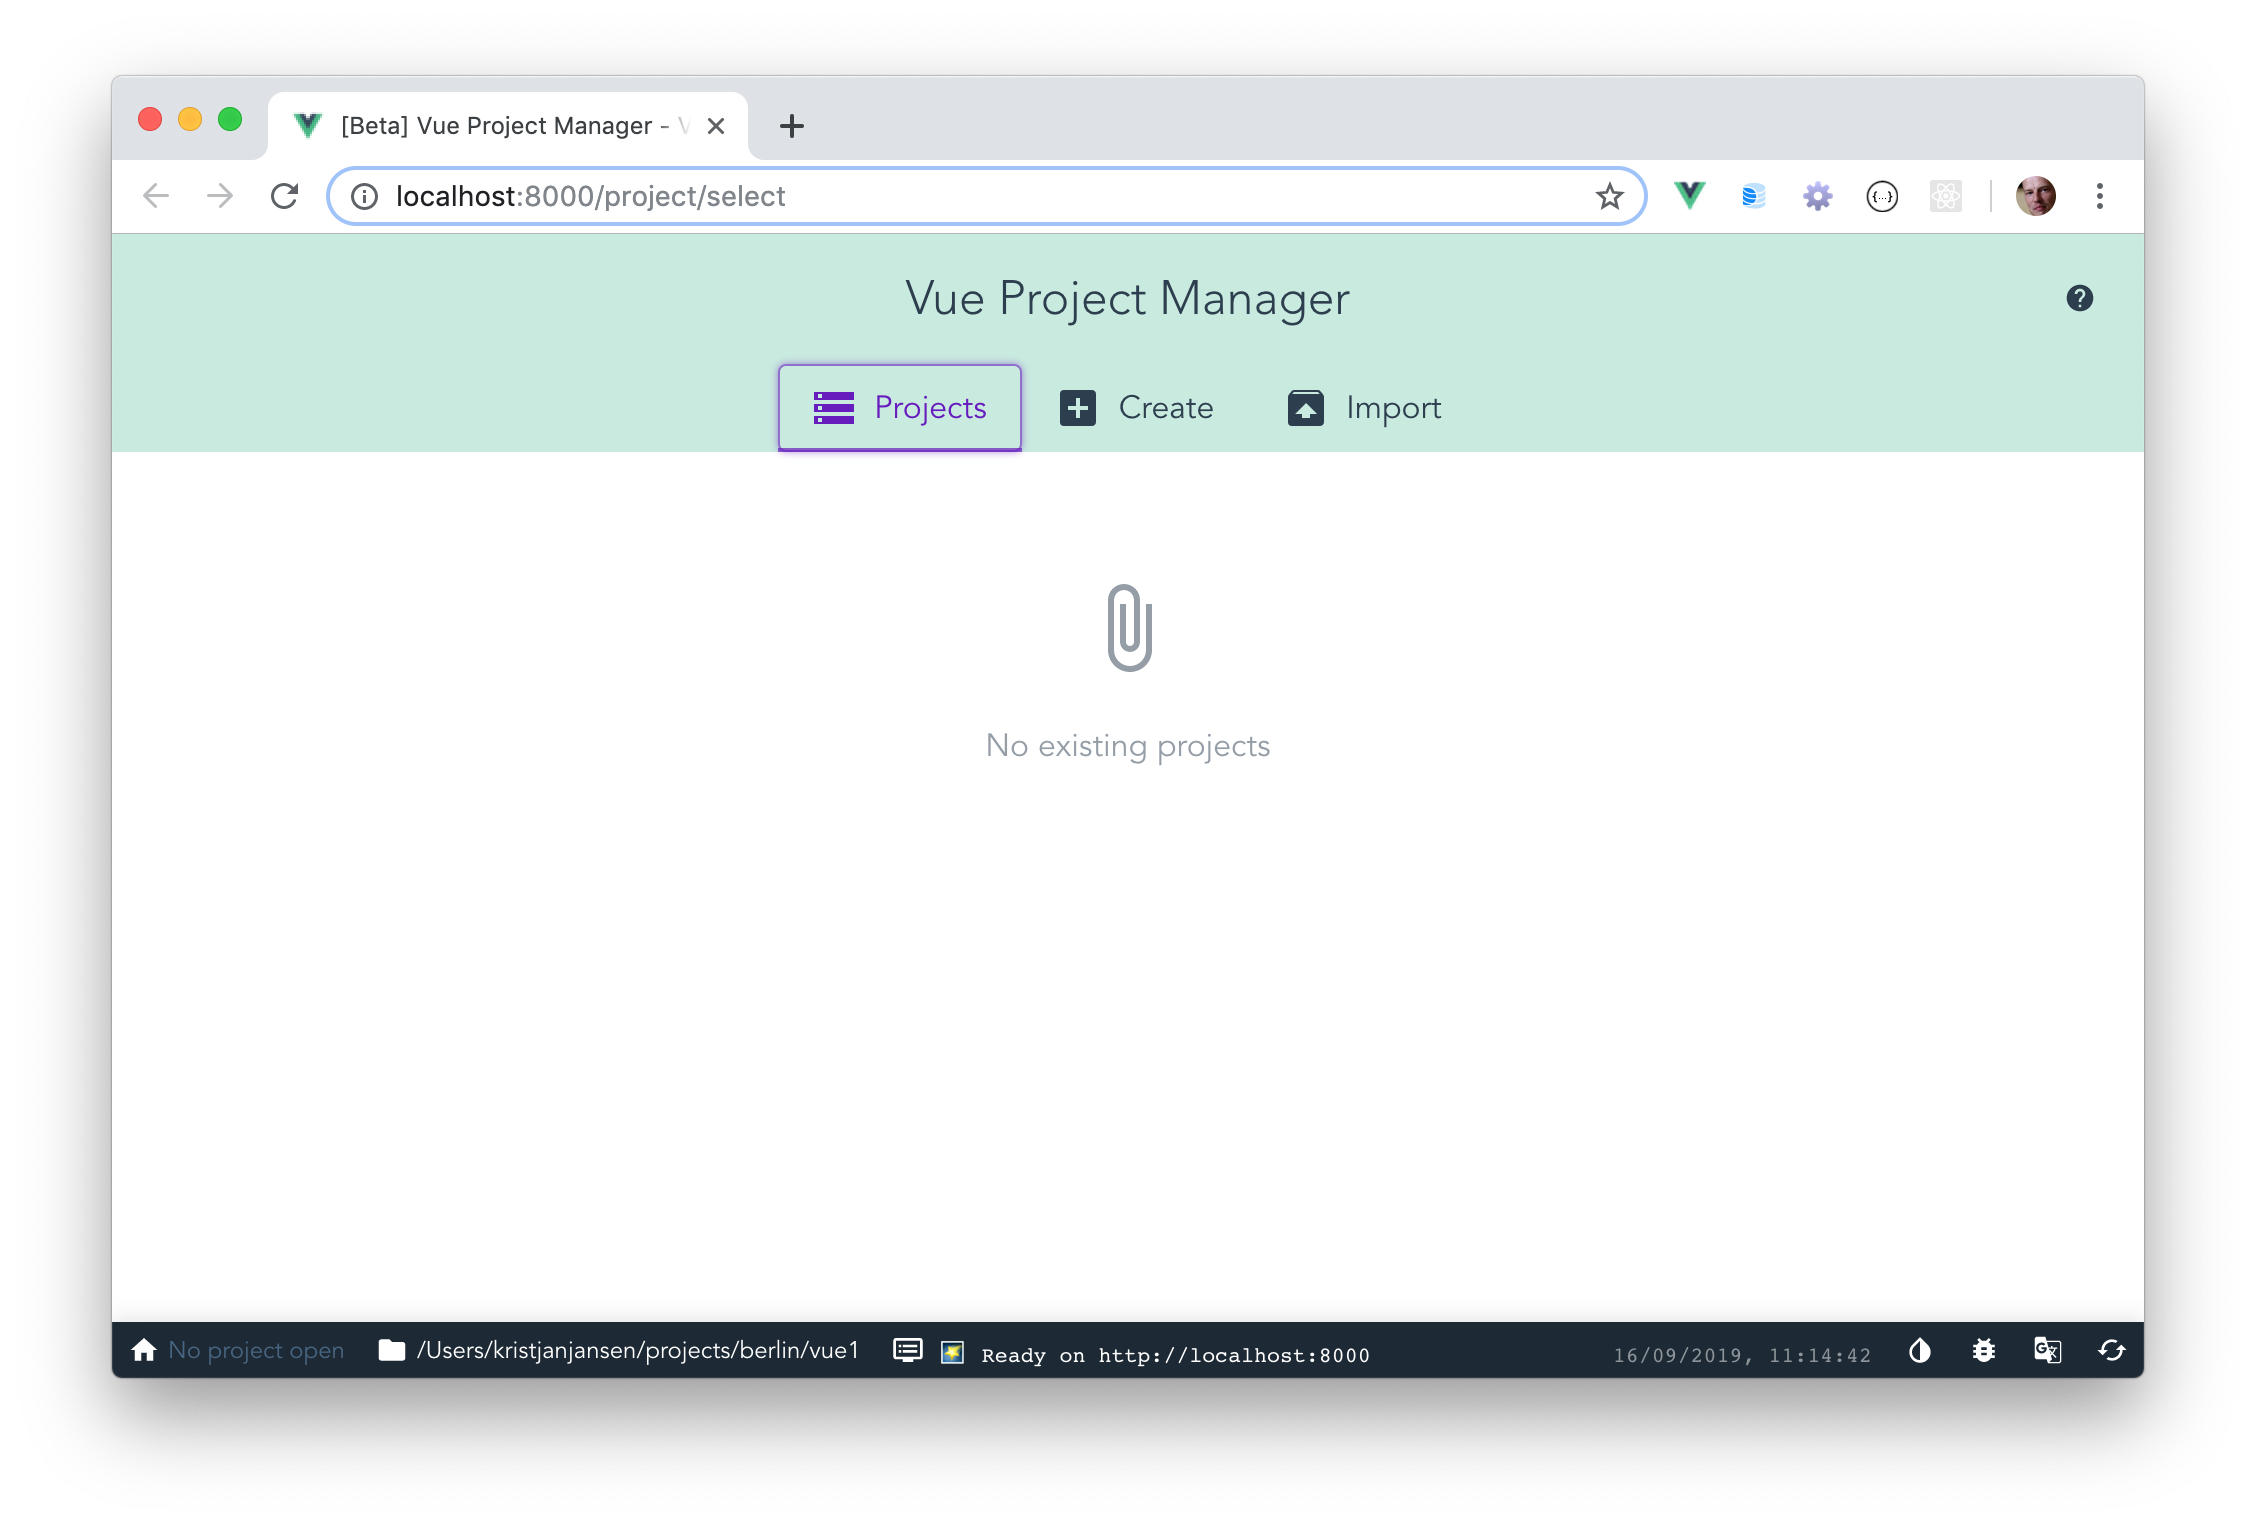 [Beta] Vue Project Manager -
localhost:8000/project/select
Vue Project Manager
Projects
Create
Import
No existing projects
No project open
/Users/kristjanjansen/projects/berlin/vue1
Ready on http://localhost:8000
16/09/2019, 11:14:42